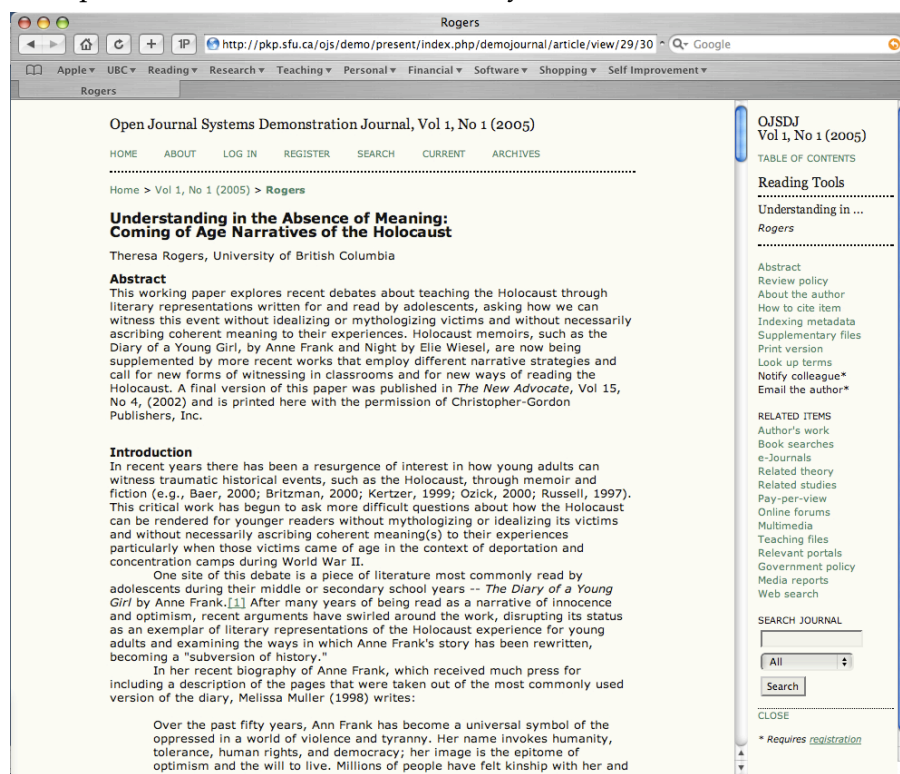 Rogers
1P
http://pkp.sfu.ca/ojs/demo/present/index.php/demojournal/article/view/29/30
Google
Apple UBC Reading Research Teaching Personal Financial Software Shopping Self Improvement
Rogers
Open Journal Systems Demonstration Journal, Vol 1, No 1 (2005)
HOME ABOUT LOG IN REGISTER SEARCH CURRENT ARCHIVES
Home > Vol 1, No 1 (2005) > Rogers
Understanding in the Absence of Meaning:
Coming of Age Narratives of the Holocaust
Theresa Rogers, University of British Columbia
Abstract
This working paper explores recent debates about teaching the Holocaust through
literary representations written for and read by adolescents, asking how we can
witness this event without idealizing or mythologizing victims and without necessarily
ascribing coherent meaning to their experiences. Holocaust memoirs, such as the
Diary of a Young Girl, by Anne Frank and Night by Elie Wiesel, are now being
supplemented by more recent works that employ different narrative strategies and
call for new forms of witnessing in classrooms and for new ways of reading the
Holocaust. A final version of this paper was published in The New Advocate, Vol 15,
No 4, (2002) and is printed here with the permission of Christopher-Gordon
Publishers, Inc.
Introduction
In recent years there has been a resurgence of interest in how young adults can
witness traumatic historical events, such as the Holocaust, through memoir and
fiction (e.g., Baer, 2000; Britzman, 2000; Kertzer, 1999; Ozick, 2000; Russell, 1997).
This critical work has begun to ask more difficult questions about how the Holocaust
can be rendered for younger readers without mythologizing or idealizing its victims
and without necessarily ascribing coherent meaning(s) to their experiences
particularly when those victims came of age in the context of deportation and
concentration camps during World War II.
One site of this debate is a piece of literature most commonly read by
adolescents during their middle or secondary school years -- The Diary of a Young
Girl by Anne Frank.[1] After many years of being read as a narrative of innocence
and optimism, recent arguments have swirled around the work, disrupting its status
as an exemplar of literary representations of the Holocaust experience for young
adults and examining the ways in which Anne Frank's story has been rewritten,
becoming a "subversion of history."
In her recent biography of Anne Frank, which received much press for
including a description of the pages that were taken out of the most commonly used
version of the diary, Melissa Muller (1998) writes:
Over the past fifty years, Ann Frank has become a universal symbol of the
oppressed in a world of violence and tyranny. Her name invokes humanity,
tolerance, human rights, and democracy; her image is the epitome of
optimism and the will to live. Millions of people have felt kinship with her and
OJSDJ
Vol 1, No 1 (2005)
TABLE OF CONTENTS
Reading Tools
Understanding in ...
Rogers
Abstract
Review policy
About the author
How to cite item
Indexing metadata
Supplementary files
Print version
Look up terms
Notify colleague*
Email the author*
RELATED ITEMS
Author's work
Book searches
e-Journals
Related theory
Related studies
Pay-per-view
Online forums
Multimedia
Teaching files
Relevant portals
Government policy
Media reports
Web search
SEARCH JOURNAL
All
Search
CLOSE
* Requires registration